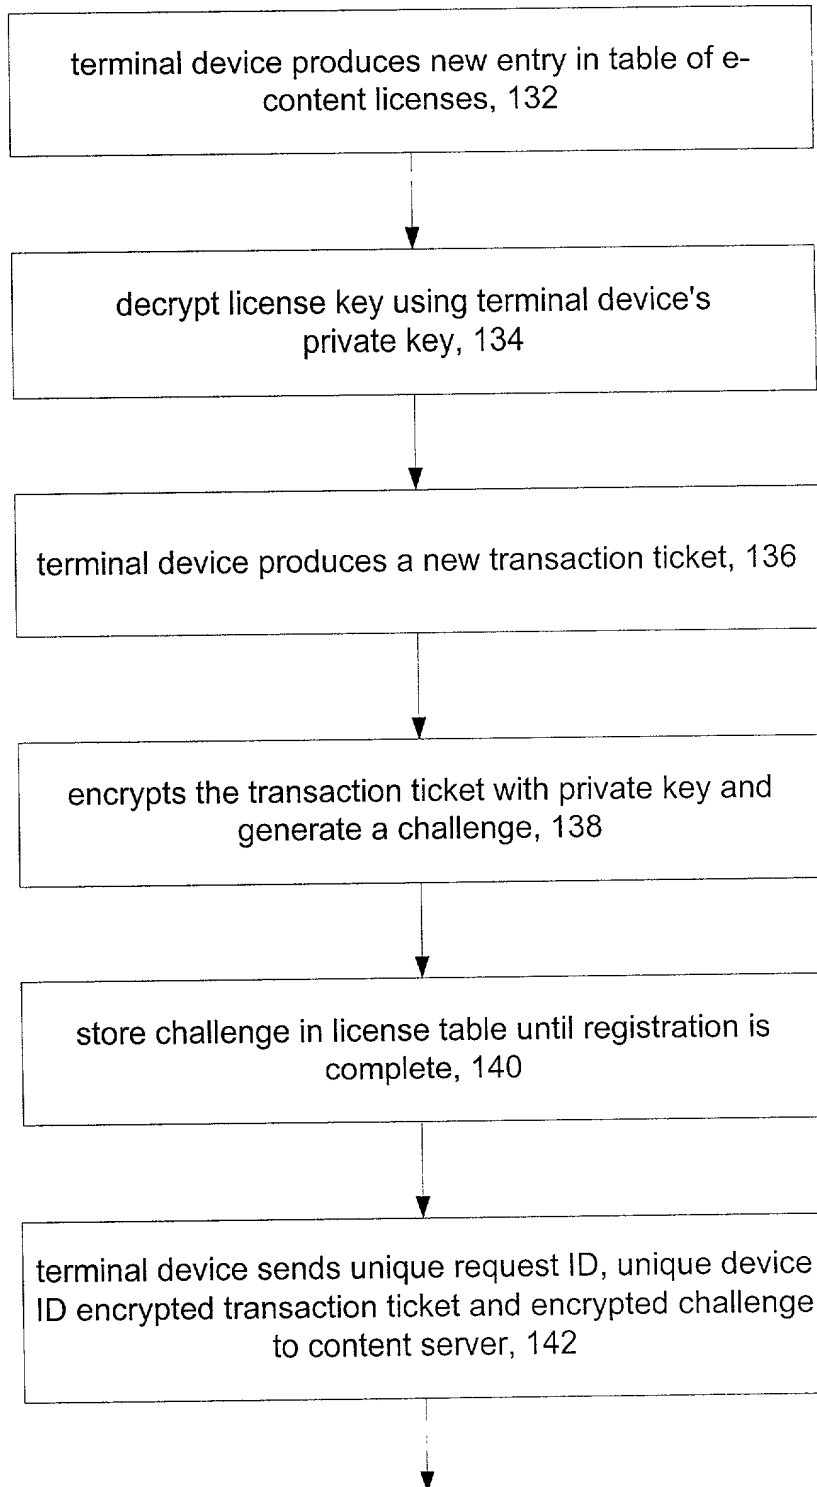 terminal device produces new entry in table of e-
content licenses, 132
decrypt license key using terminal device's
private key, 134
terminal device produces a new transaction ticket, 136
encrypts the transaction ticket with private key and
generate a challenge, 138
store challenge in license table until registration is
complete, 140
terminal device sends unique request ID, unique device
ID encrypted transaction ticket and encrypted challenge
to content server, 142